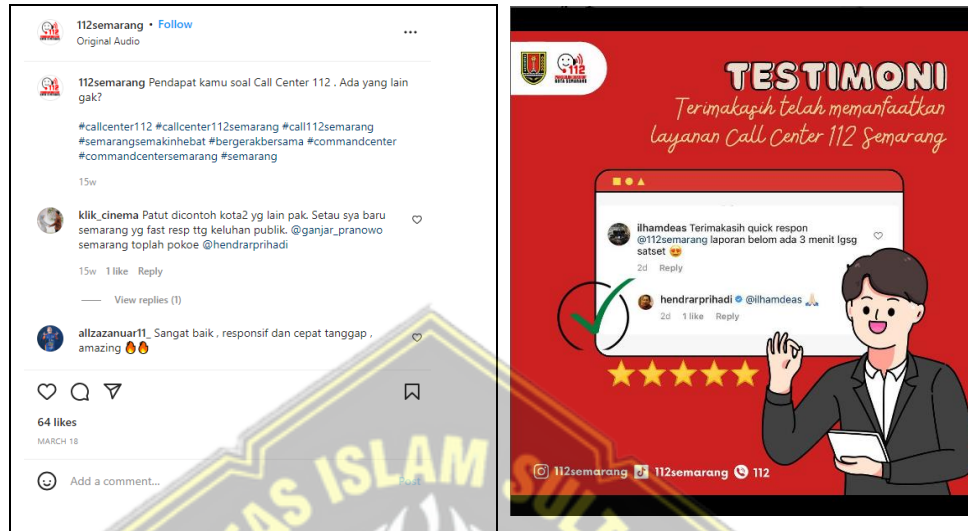 112semarang • Follow
Original Audio
112semarang Pendapat kamu soal Call Center 112 . Ada yang lain
gak?
#callcenter112 #callcenter112semarang #call112semarang
#semarangsemakinhebat #bergerakbersama #commandcenter
#commandcentersemarang #semarang
15w
klik_cinema Patut dicontoh kota2 yg lain pak. Setau sya baru
semarang yg fast resp ttg keluhan publik. @ganjar_pranowo
semarang toplah pokoe @hendrarprihadi
15w 1 like Reply
View replies (1)
allzazanuar11_ Sangat baik , responsif dan cepat tanggap ,
amazing 🔥🔥
64 likes
MARCH 18
Add a comment...
Post
112
TESTIMONI
Terimakasih telah memanfaatkan
layanan Call Center 112 Semarang
ilhamdeas Terimakasih quick respon
@112semarang laporan belom ada 3 menit lgsg
satset 😍
2d Reply
hendrarprihadi @ilhamdeas 🙏🏻
2d 1 like Reply
112semarang 112semarang 112
AS ISLAM SULT